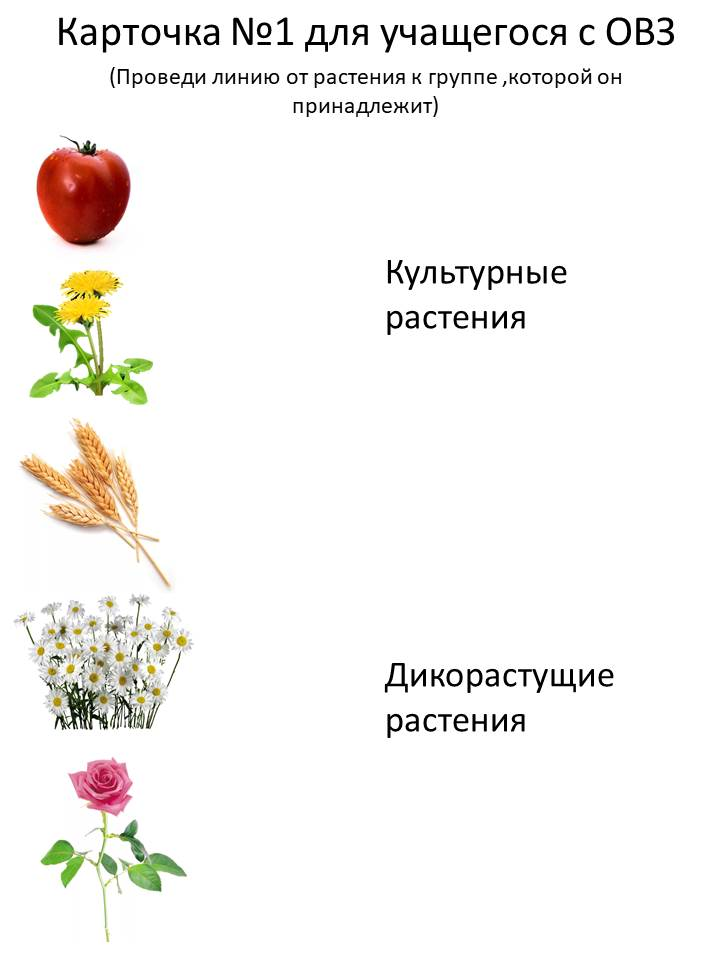 Карточка №1 для учащегося с ОВЗ
(Проведи линию от растения к группе ,которой он
принадлежит)
Культурные
растения
Дикорастущие
растения